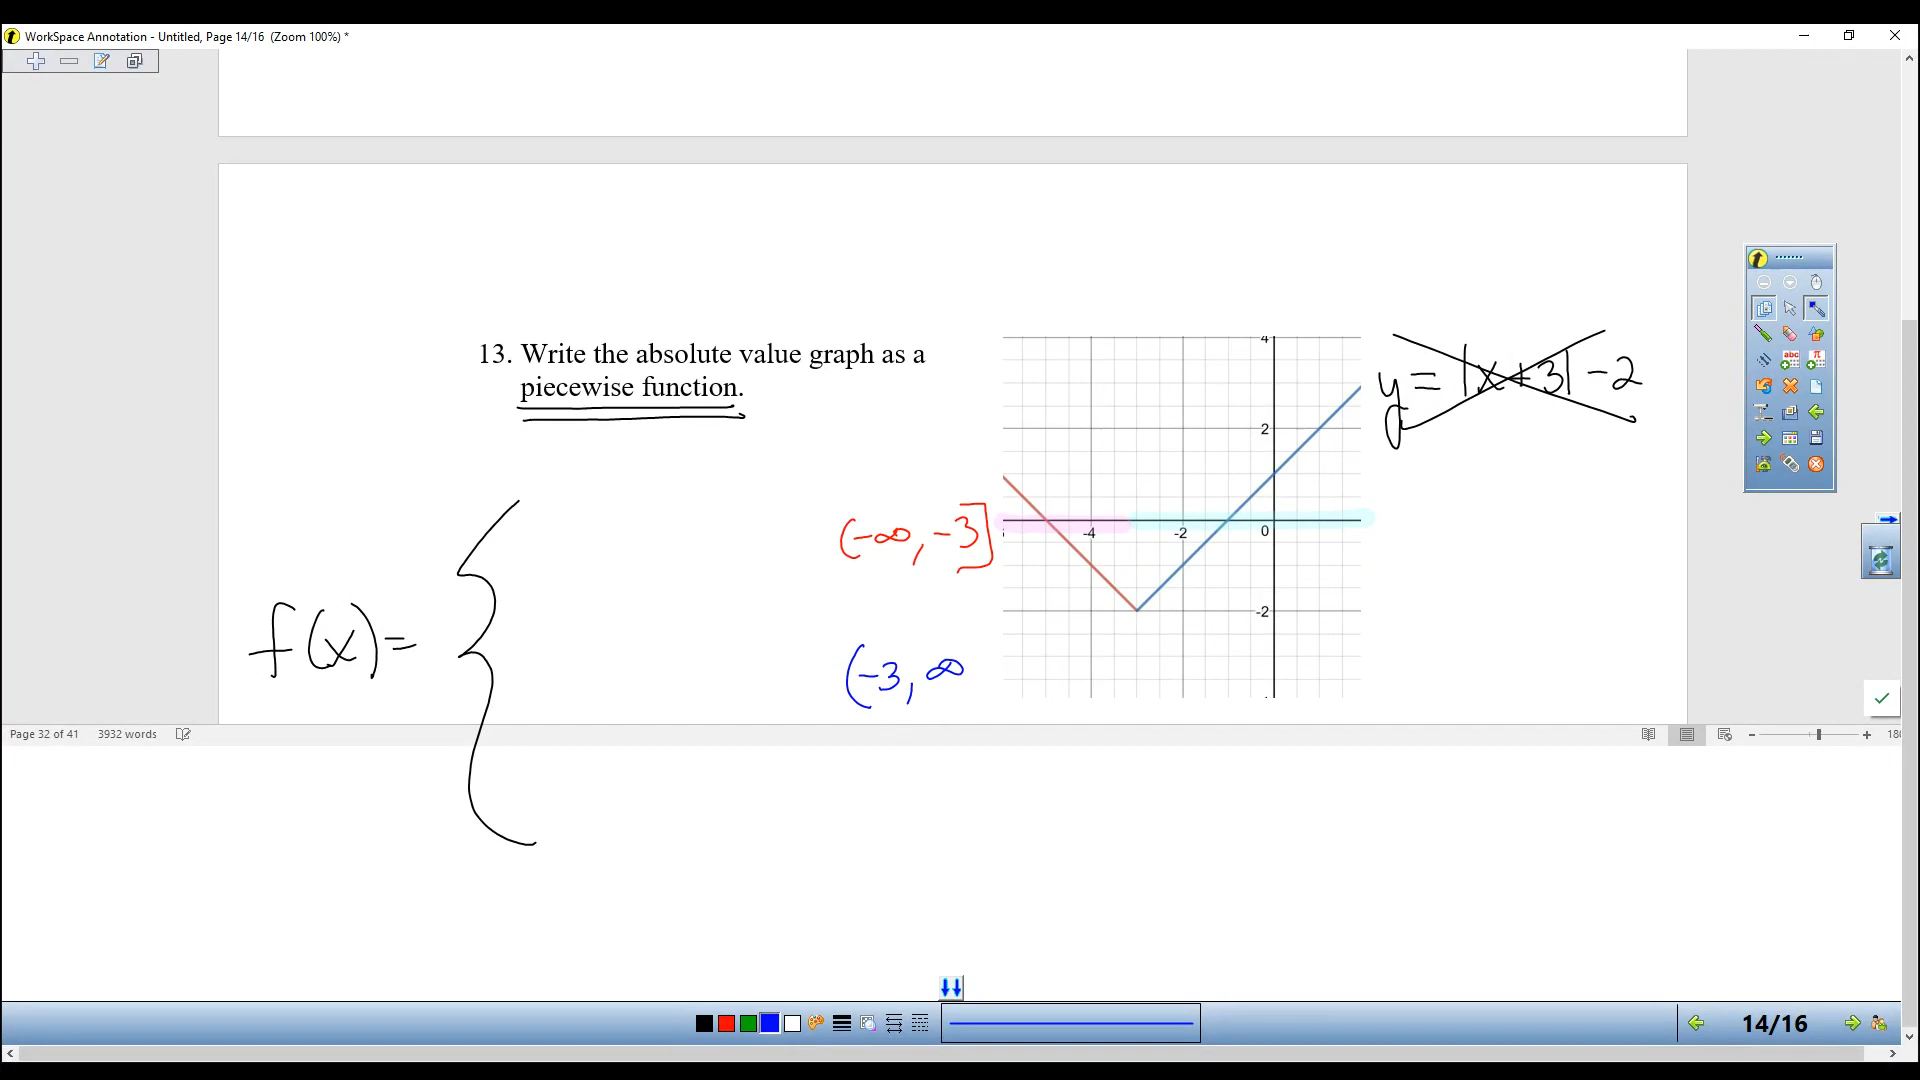 WorkSpace Annotation - Untitled, Page 14/16 (Zoom 100%) *
13. Write the absolute value graph as a
piecewise function.
y = |x+3| -2
4
2
-4
-2
0
-2
(-∞, -3]
f(x)=
(-3, ∞
abc
π
Page 32 of 41
3932 words
14/16